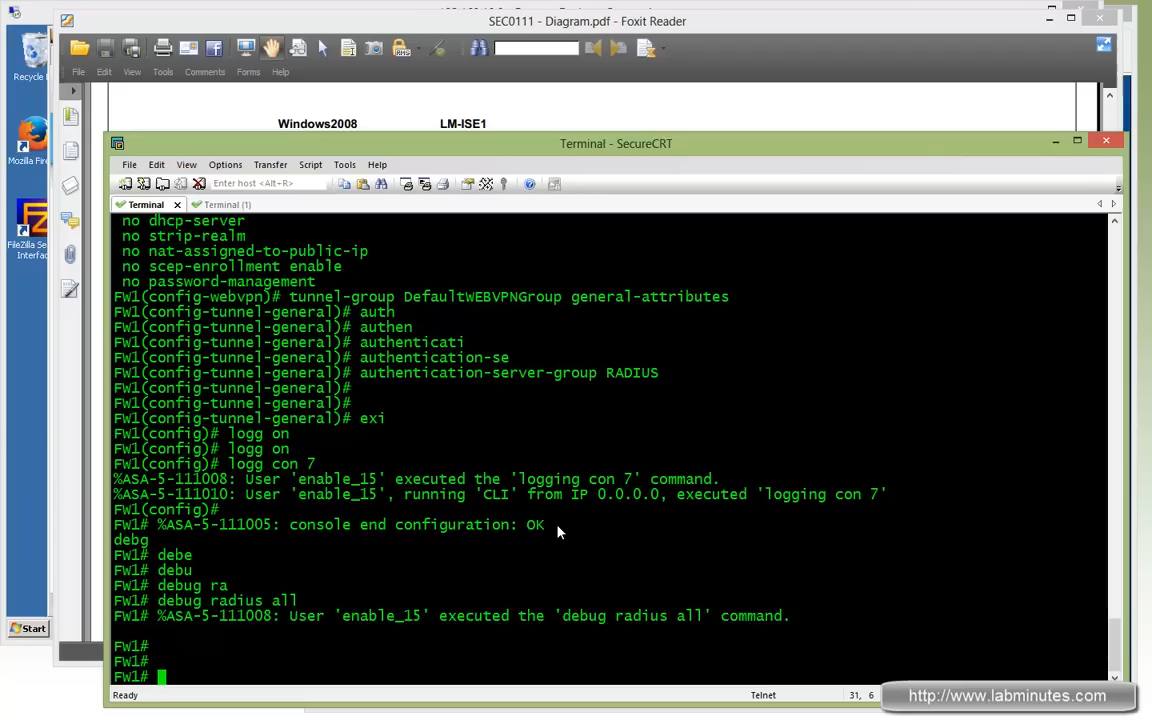 SEC0111 - Diagram.pdf - Foxit Reader
File Edit View Tools Comments Forms Help
Recycle
Windows2008 LM-ISE1
Mozilla Fire
Terminal - SecureCRT
File Edit View Options Transfer Script Tools Help
Enter host <Alt+R>
Terminal Terminal (1)
FileZilla Se
Interfac
no dhcp-server
no strip-realm
no nat-assigned-to-public-ip
no scep-enrollment enable
no password-management
FW1(config-webvpn)# tunnel-group DefaultWEBVPNGroup general-attributes
FW1(config-tunnel-general)# auth
FW1(config-tunnel-general)# authen
FW1(config-tunnel-general)# authenticati
FW1(config-tunnel-general)# authentication-se
FW1(config-tunnel-general)# authentication-server-group RADIUS
FW1(config-tunnel-general)#
FW1(config-tunnel-general)#
FW1(config-tunnel-general)# exi
FW1(config)# logg on
FW1(config)# logg on
FW1(config)# logg con 7
%ASA-5-111008: User 'enable_15' executed the 'logging con 7' command.
%ASA-5-111010: User 'enable_15', running 'CLI' from IP 0.0.0.0, executed 'logging con 7'
FW1(config)#
FW1# %ASA-5-111005: console end configuration: OK
debg
FW1# debe
FW1# debu
FW1# debug ra
FW1# debug radius all
FW1# %ASA-5-111008: User 'enable_15' executed the 'debug radius all' command.
FW1#
FW1#
FW1#
Start
Ready Telnet 31, 6
http://www.labminutes.com